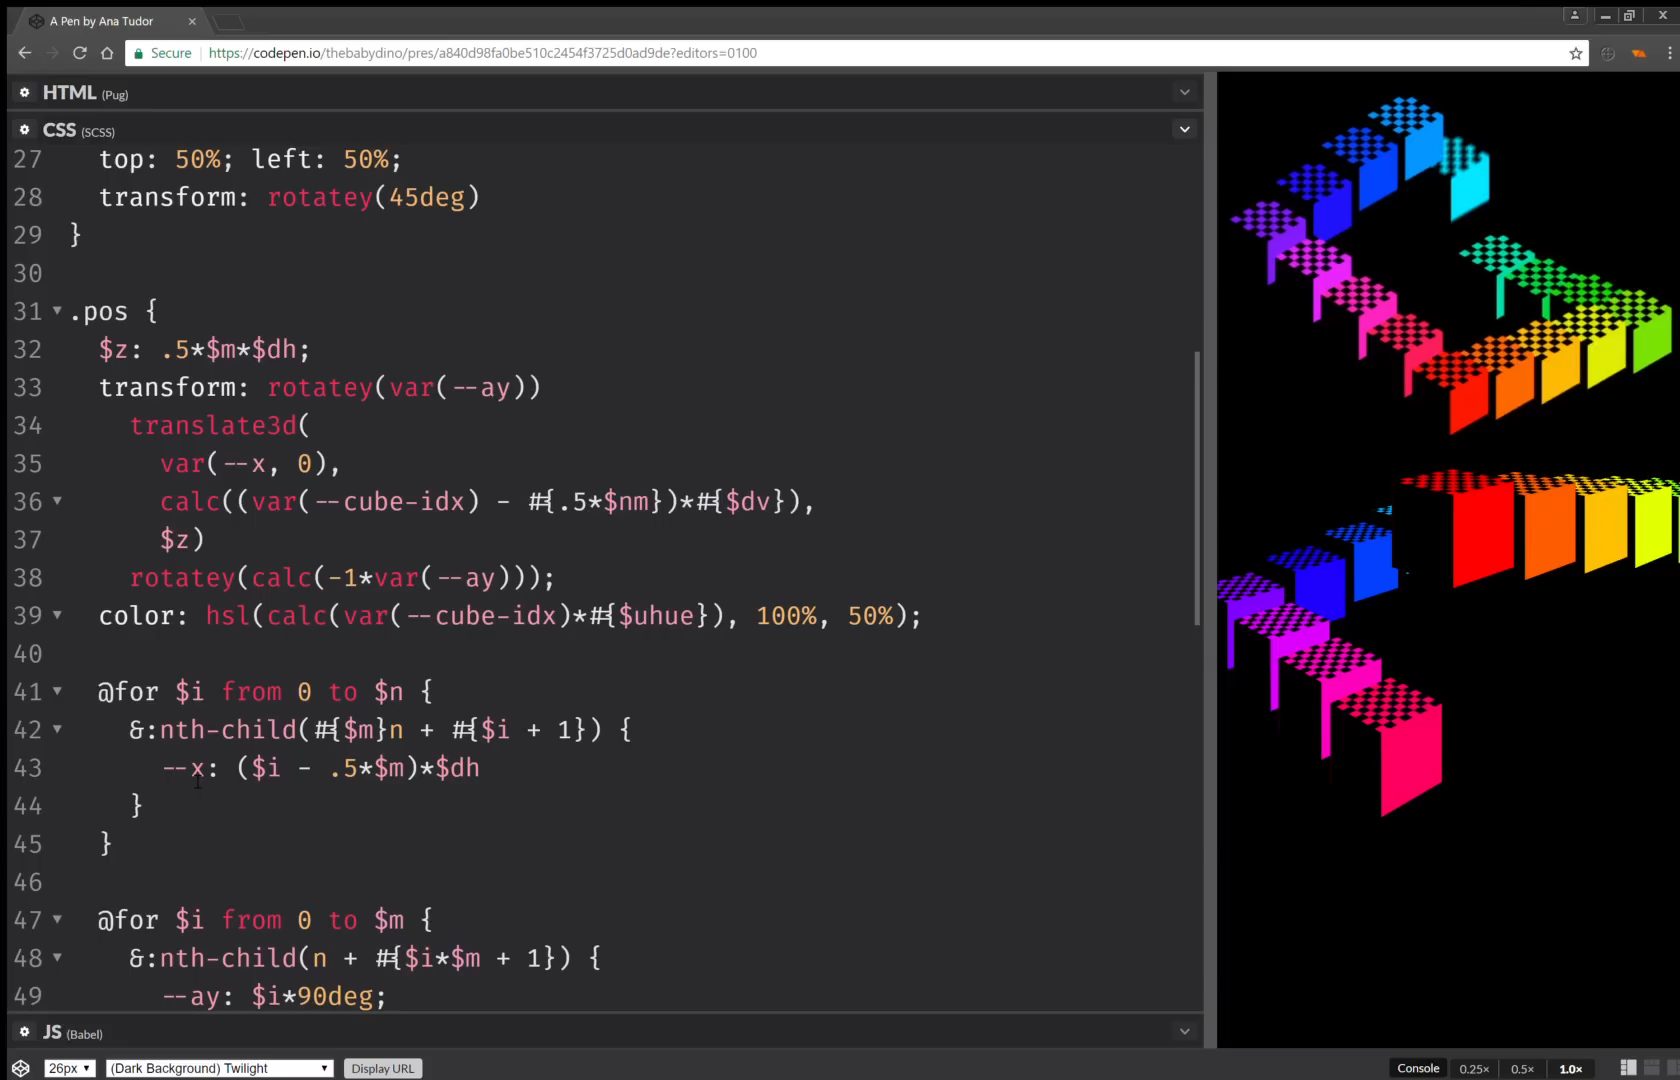 A Pen by Ana Tudor
Secure https://codepen.io/thebabydino/pres/a840d98fa0be510c2454f3725d0ad9de?editors=0100
HTML (Pug)
CSS (SCSS)
27 top: 50%; left: 50%;
28 transform: rotatey(45deg)
29 }
30
31 .pos {
32 $z: .5*$m*$dh;
33 transform: rotatey(var(--ay))
34 translate3d(
35 var(--x, 0),
36 calc((var(--cube-idx) - #{.5*$nm})*#{$dv}),
37 $z)
38 rotatey(calc(-1*var(--ay)));
39 color: hsl(calc(var(--cube-idx)*#{$uhue}), 100%, 50%);
40
41 @for $i from 0 to $n {
42 &:nth-child(#{$m}n + #{$i + 1}) {
43 --x: ($i - .5*$m)*$dh
44 }
45 }
46
47 @for $i from 0 to $m {
48 &:nth-child(n + #{$i*$m + 1}) {
49 --ay: $i*90deg;
JS (Babel)
26px (Dark Background) Twilight Display URL Console 0.25× 0.5× 1.0×